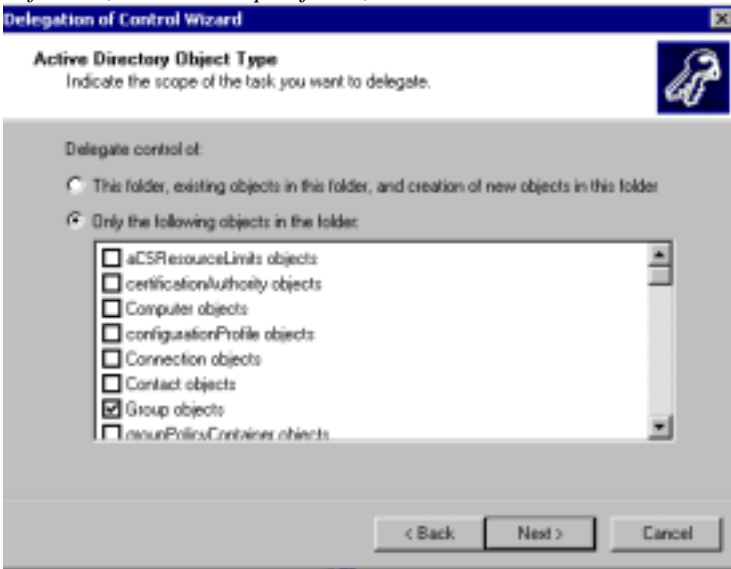 Delegation of Control Wizard
Active Directory Object Type
Indicate the scope of the task you want to delegate.
Delegate control of:
This folder, existing objects in this folder, and creation of new objects in this folder
Only the following objects in the folder:
aCSResourceLimits objects
certificationAuthority objects
Computer objects
configurationProfile objects
Connection objects
Contact objects
Group objects
groupPolicyContainer objects
< Back Next > Cancel